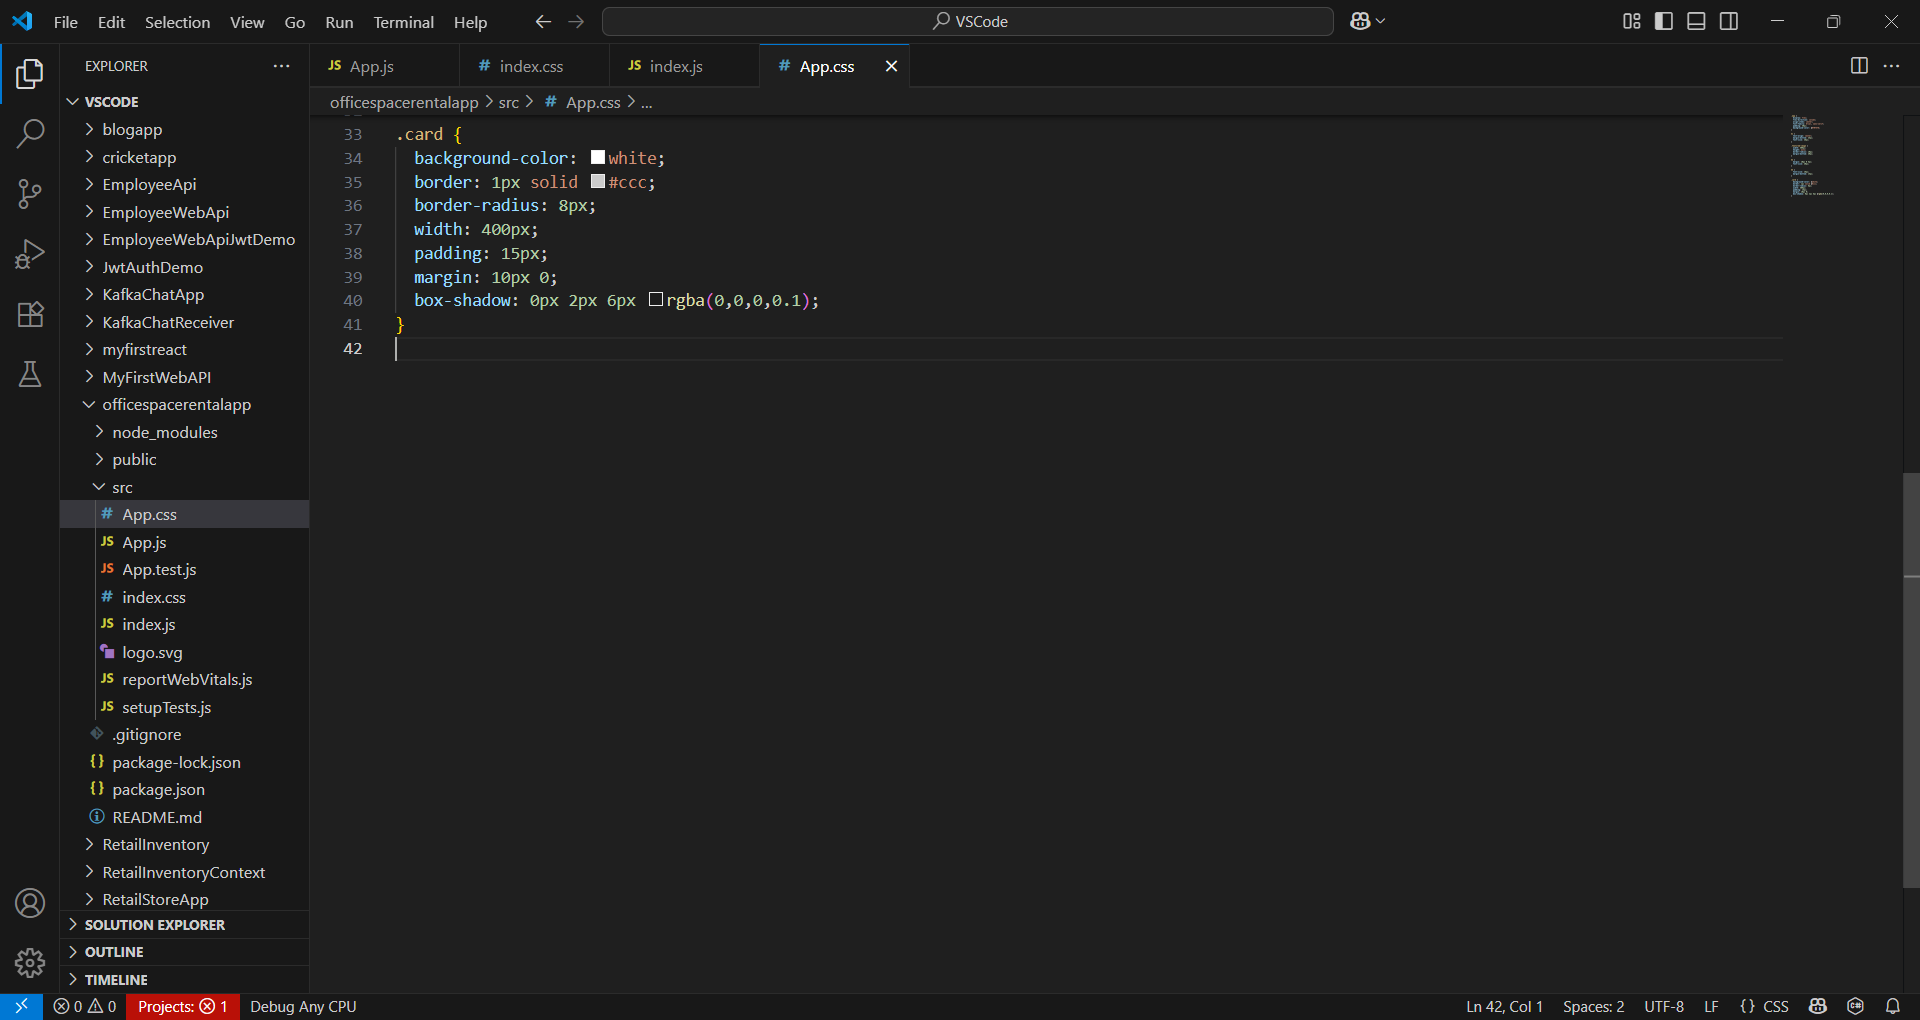 File Edit Selection View Go Run Terminal Help VSCode
EXPLORER
VSCODE
blogapp
cricketapp
EmployeeApi
EmployeeWebApi
EmployeeWebApiJwtDemo
JwtAuthDemo
KafkaChatApp
KafkaChatReceiver
myfirstreact
MyFirstWebAPI
officespacerentalapp
node_modules
public
src
# App.css
JS App.js
JS App.test.js
# index.css
JS index.js
logo.svg
JS reportWebVitals.js
JS setupTests.js
.gitignore
{} package-lock.json
{} package.json
README.md
RetailInventory
RetailInventoryContext
RetailStoreApp
SOLUTION EXPLORER
OUTLINE
TIMELINE
JS App.js # index.css JS index.js # App.css
officespacerentalapp > src > # App.css > ...
33 .card {
34 background-color: white;
35 border: 1px solid #ccc;
36 border-radius: 8px;
37 width: 400px;
38 padding: 15px;
39 margin: 10px 0;
40 box-shadow: 0px 2px 6px rgba(0,0,0,0.1);
41 }
42
0 0 Projects: 1 Debug Any CPU Ln 42, Col 1 Spaces: 2 UTF-8 LF {} CSS